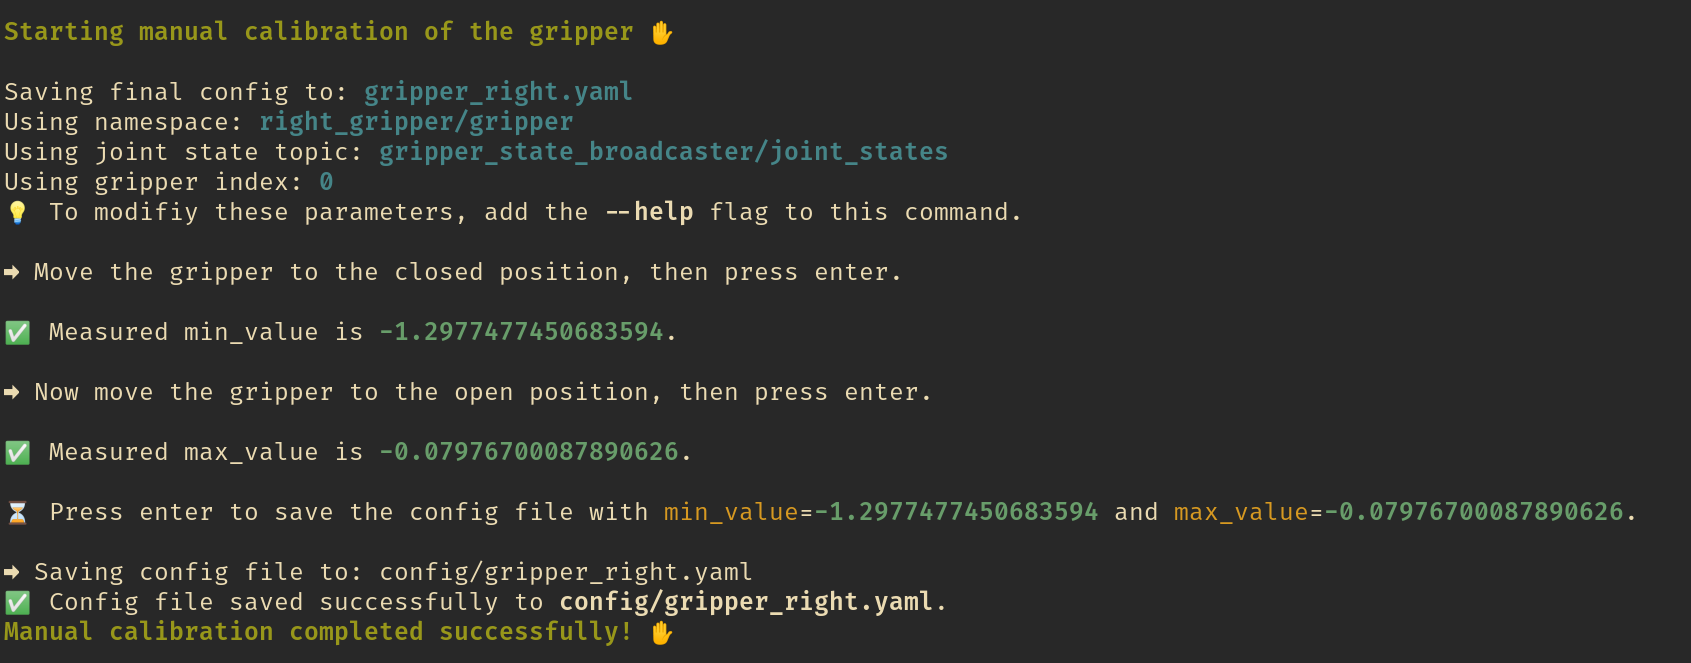 Starting manual calibration of the gripper ✋
Saving final config to: gripper_right.yaml
Using namespace: right_gripper/gripper
Using joint state topic: gripper_state_broadcaster/joint_states
Using gripper index: 0
💡 To modifiy these parameters, add the --help flag to this command.
➡ Move the gripper to the closed position, then press enter.
✅ Measured min_value is -1.2977477450683594.
➡ Now move the gripper to the open position, then press enter.
✅ Measured max_value is -0.07976700087890626.
⏳ Press enter to save the config file with min_value=-1.2977477450683594 and max_value=-0.07976700087890626.
➡ Saving config file to: config/gripper_right.yaml
✅ Config file saved successfully to config/gripper_right.yaml.
Manual calibration completed successfully! ✋